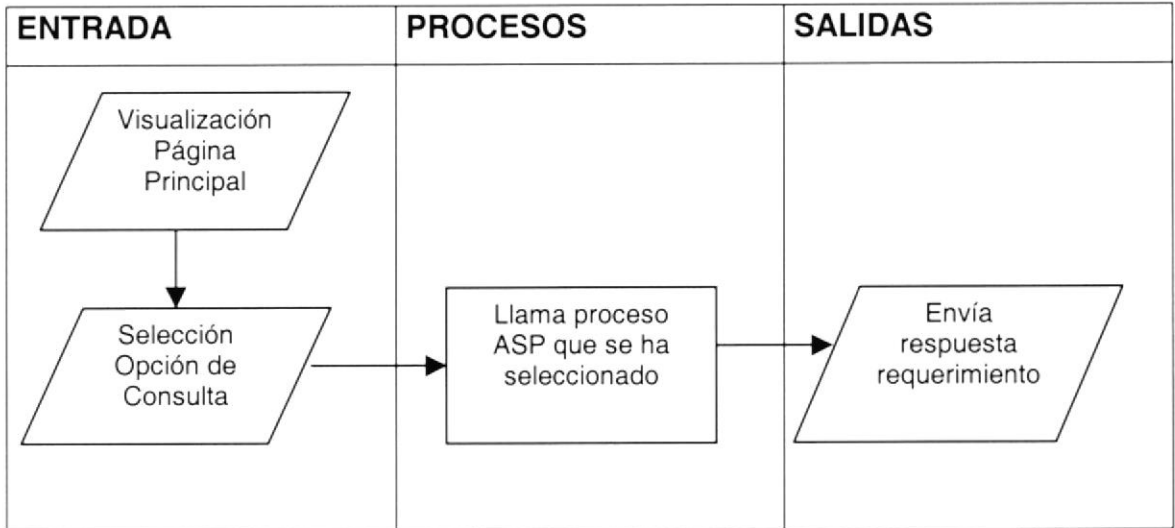 ENTRADA
PROCESOS
SALIDAS
Visualización
Página
Principal
Selección
Opción de
Consulta
Llama proceso
ASP que se ha
seleccionado
Envía
respuesta
requerimiento